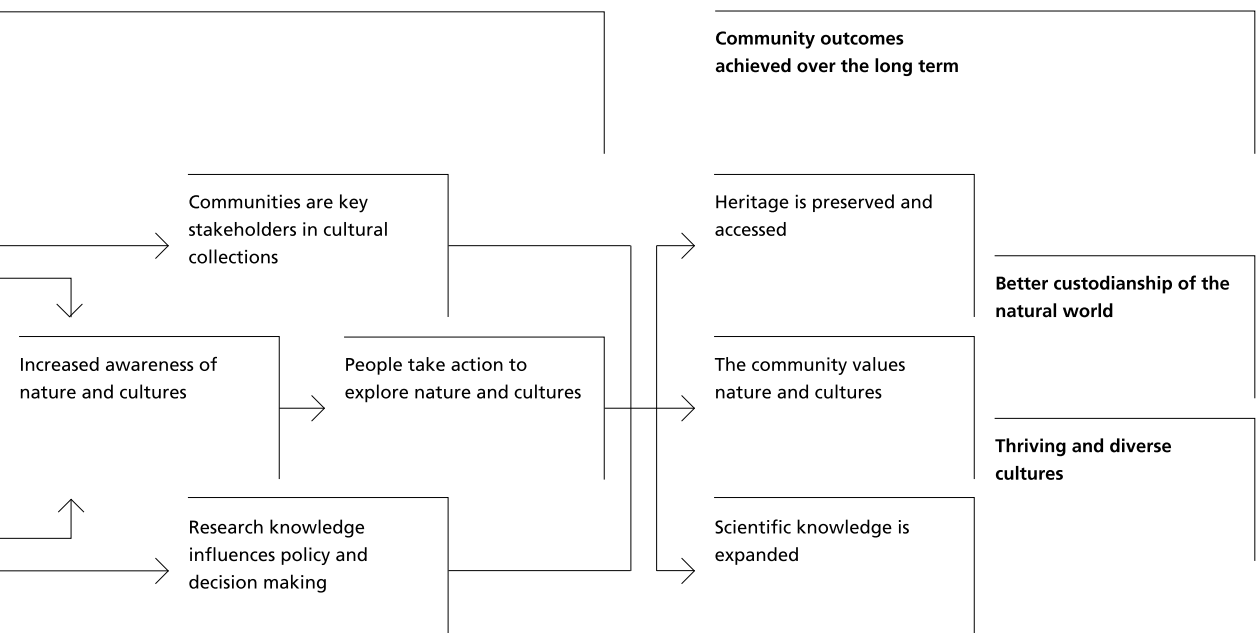 Community outcomes
achieved over the long term
Communities are key
stakeholders in cultural
collections
Heritage is preserved and
accessed
Better custodianship of the
natural world
Increased awareness of
nature and cultures
People take action to
explore nature and cultures
The community values
nature and cultures
Thriving and diverse
cultures
Research knowledge
influences policy and
decision making
Scientific knowledge is
expanded